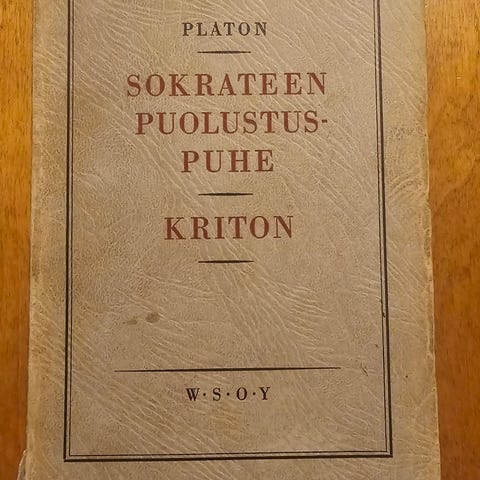 PLATON
SOKRATEEN
PUOLUSTUS-
PUHE
KRITON
W·S·O·Y